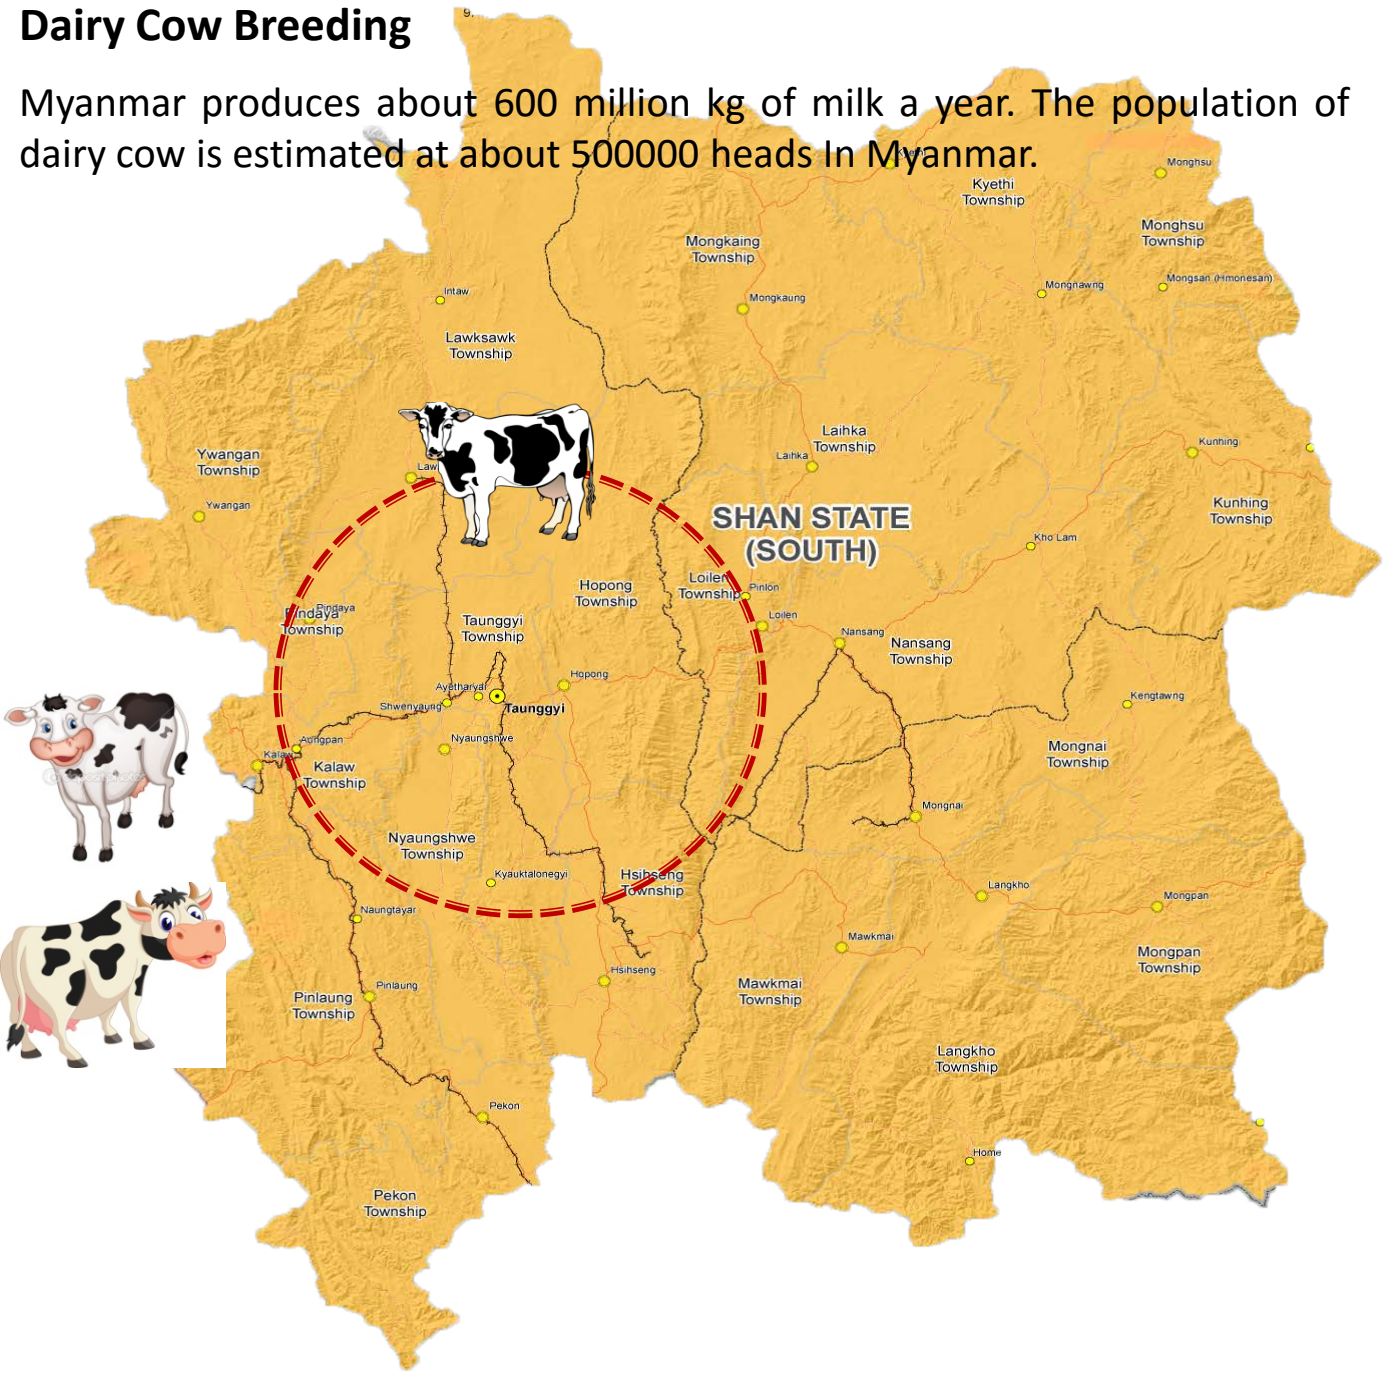 Dairy Cow Breeding
Myanmar produces about 600 million kg of milk a year. The population of
dairy cow is estimated at about 500000 heads In Myanmar.
Monghsu
Kyethi
Township
Monghsu
Township
Mongkaing
Township
Mongsan (Hmonesan)
Mongnawng
Intaw
Mongkaung
Lawksawk
Township
Laihka
Township
Laihka
Kunhing
Ywangan
Township
Law
Ywangan
Kunhing
Township
SHAN STATE
(SOUTH)
Kho Lam
Hopong
Township
Loilen
Township
Pinlon
Pindaya
Pindaya
Township
Loilen
Taunggyi
Township
Nansang
Nansang
Township
Hopong
Ayetharyal
Shwenyaung
Taunggyi
Kengtawng
Nyaungshwe
Aungpan
Kalaw
Kalaw
Township
Mongnai
Township
Mongnai
Nyaungshwe
Township
Kyauktalonegyi
Hsihseng
Township
Langkho
Mongpan
Naungtayar
Mawkmai
Mongpan
Township
Hsihseng
Pinlaung
Mawkmai
Township
Pinlaung
Township
Langkho
Township
Pekon
Home
Pekon
Township